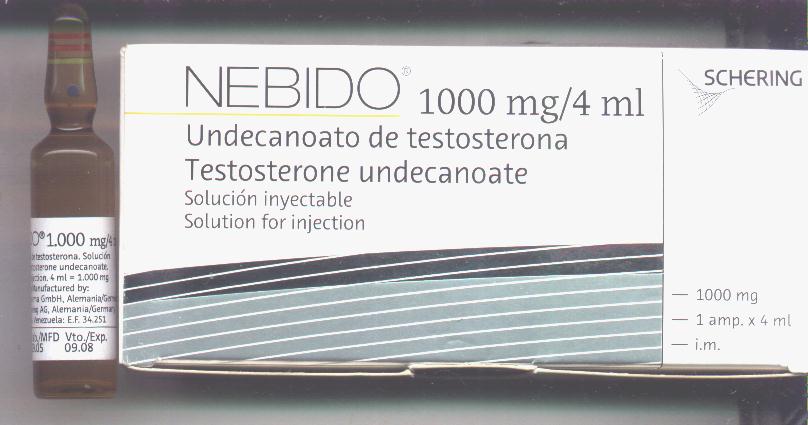 NEBIDO® 1000 mg/4 ml
Undecanoato de testosterona
Testosterone undecanoate
Solución inyectable
Solution for injection
SCHERING
— 1000 mg
— 1 amp. x 4 ml
— i.m.
O® 1.000 mg/4
testosterona. Solución
undecanoate.
4 ml = 1.000 mg
Manufactured by:
GmbH, Alemania/Germ
AG, Alemania/Germany
Venezuela: E.F. 34.251
/MFD Vto./Exp.
.05 09.08